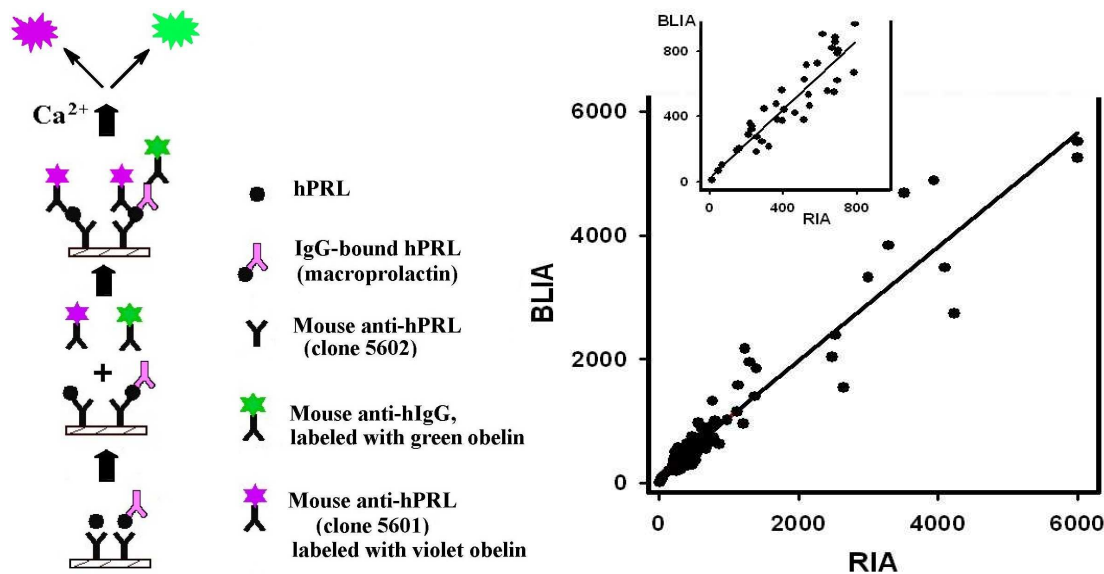 Ca2+
hPRL
IgG-bound hPRL
(macroprolactin)
Mouse anti-hPRL
(clone 5602)
+
Mouse anti-hIgG,
labeled with green obelin
Mouse anti-hPRL
(clone 5601)
labeled with violet obelin
BLIA
800
400
0
0 400 800
RIA
BLIA
6000
4000
2000
0
0 2000 4000 6000
RIA